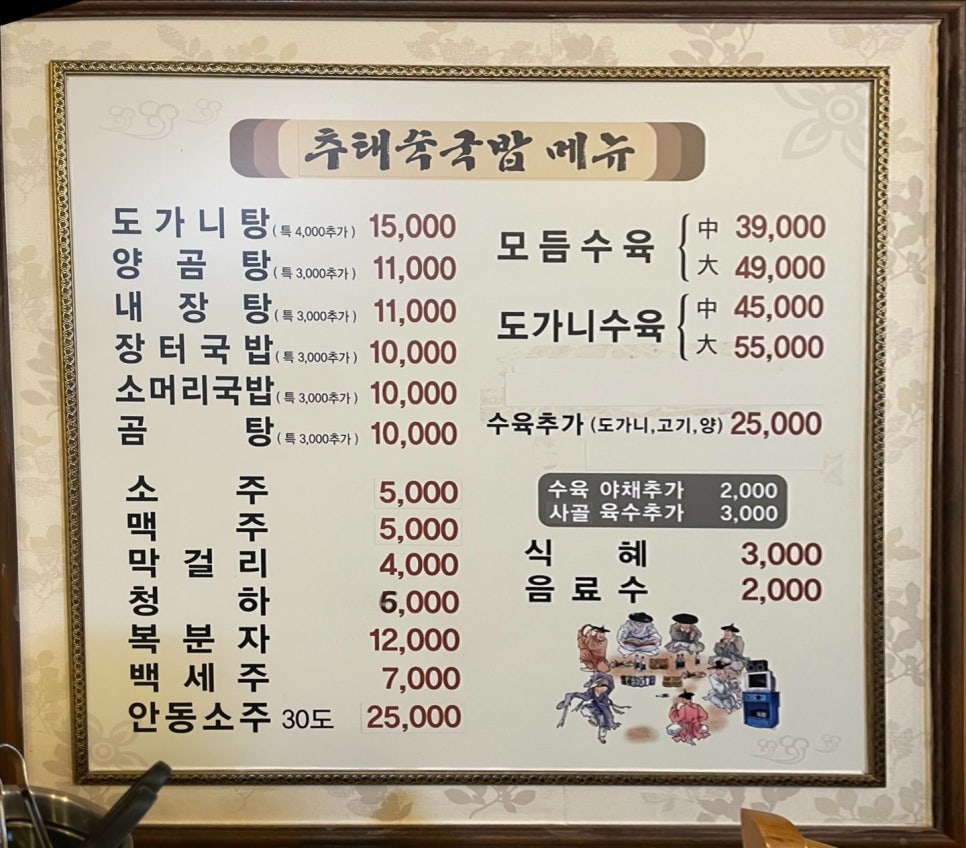 추태숙국밥 메뉴
도가니탕 (특 4,000추가) 15,000
양곰탕 (특 3,000추가) 11,000
내장탕 (특 3,000추가) 11,000
장터국밥 (특 3,000추가) 10,000
소머리국밥 (특 3,000추가) 10,000
곰탕 (특 3,000추가) 10,000
소주 5,000
맥주 5,000
막걸리 4,000
청하 6,000
복분자 12,000
백세주 7,000
안동소주 30도 25,000
모듬수육 中 39,000
大 49,000
도가니수육 中 45,000
大 55,000
수육추가 (도가니,고기,양) 25,000
수육 야채추가 2,000
사골 육수추가 3,000
식혜 3,000
음료수 2,000